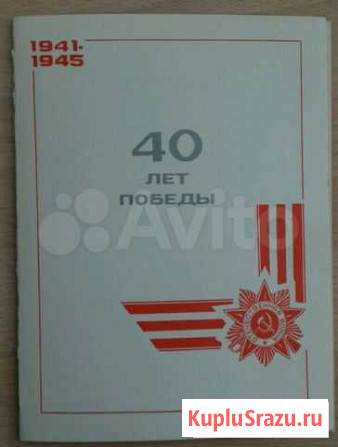 1941-
1945
40
ЛЕТ
ПОБЕДЫ
Avito
KupluSrazu.ru